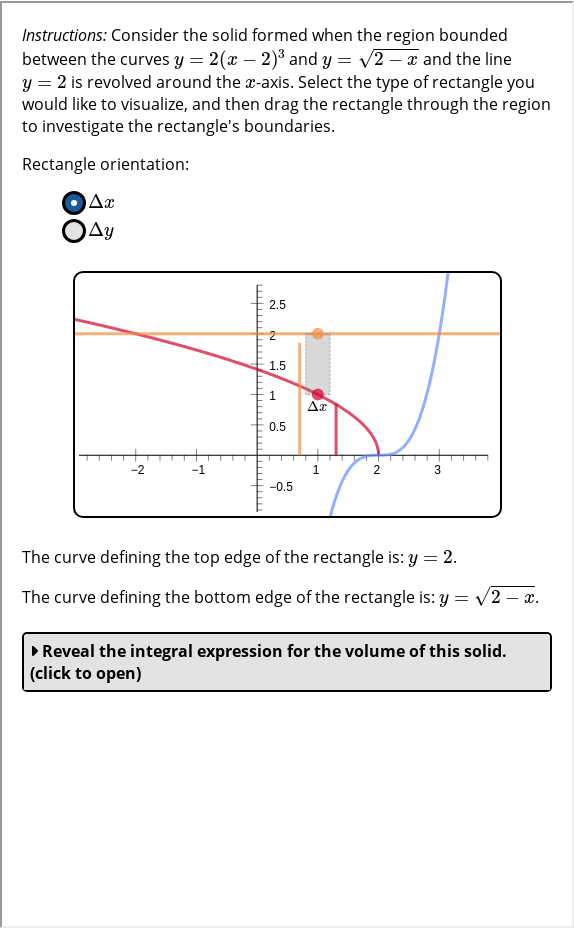 Instructions: Consider the solid formed when the region bounded
between the curves y = 2(x − 2)³ and y = √(2 − x) and the line
y = 2 is revolved around the x-axis. Select the type of rectangle you
would like to visualize, and then drag the rectangle through the region
to investigate the rectangle's boundaries.
Rectangle orientation:
Δx
Δy
2.5
2
1.5
1
Δx
0.5
−2 −1 1 2 3
−0.5
The curve defining the top edge of the rectangle is: y = 2.
The curve defining the bottom edge of the rectangle is: y = √(2 − x).
Reveal the integral expression for the volume of this solid.
(click to open)